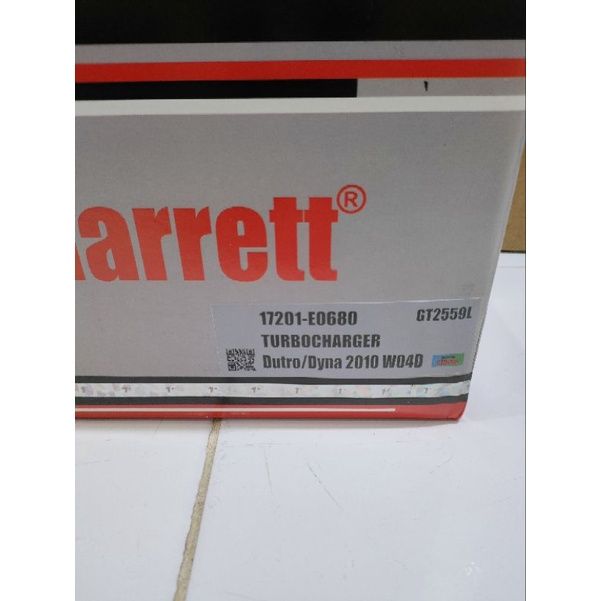 arrett®
17201-E0680 GT2559L
TURBOCHARGER
Dutro/Dyna 2010 W04D